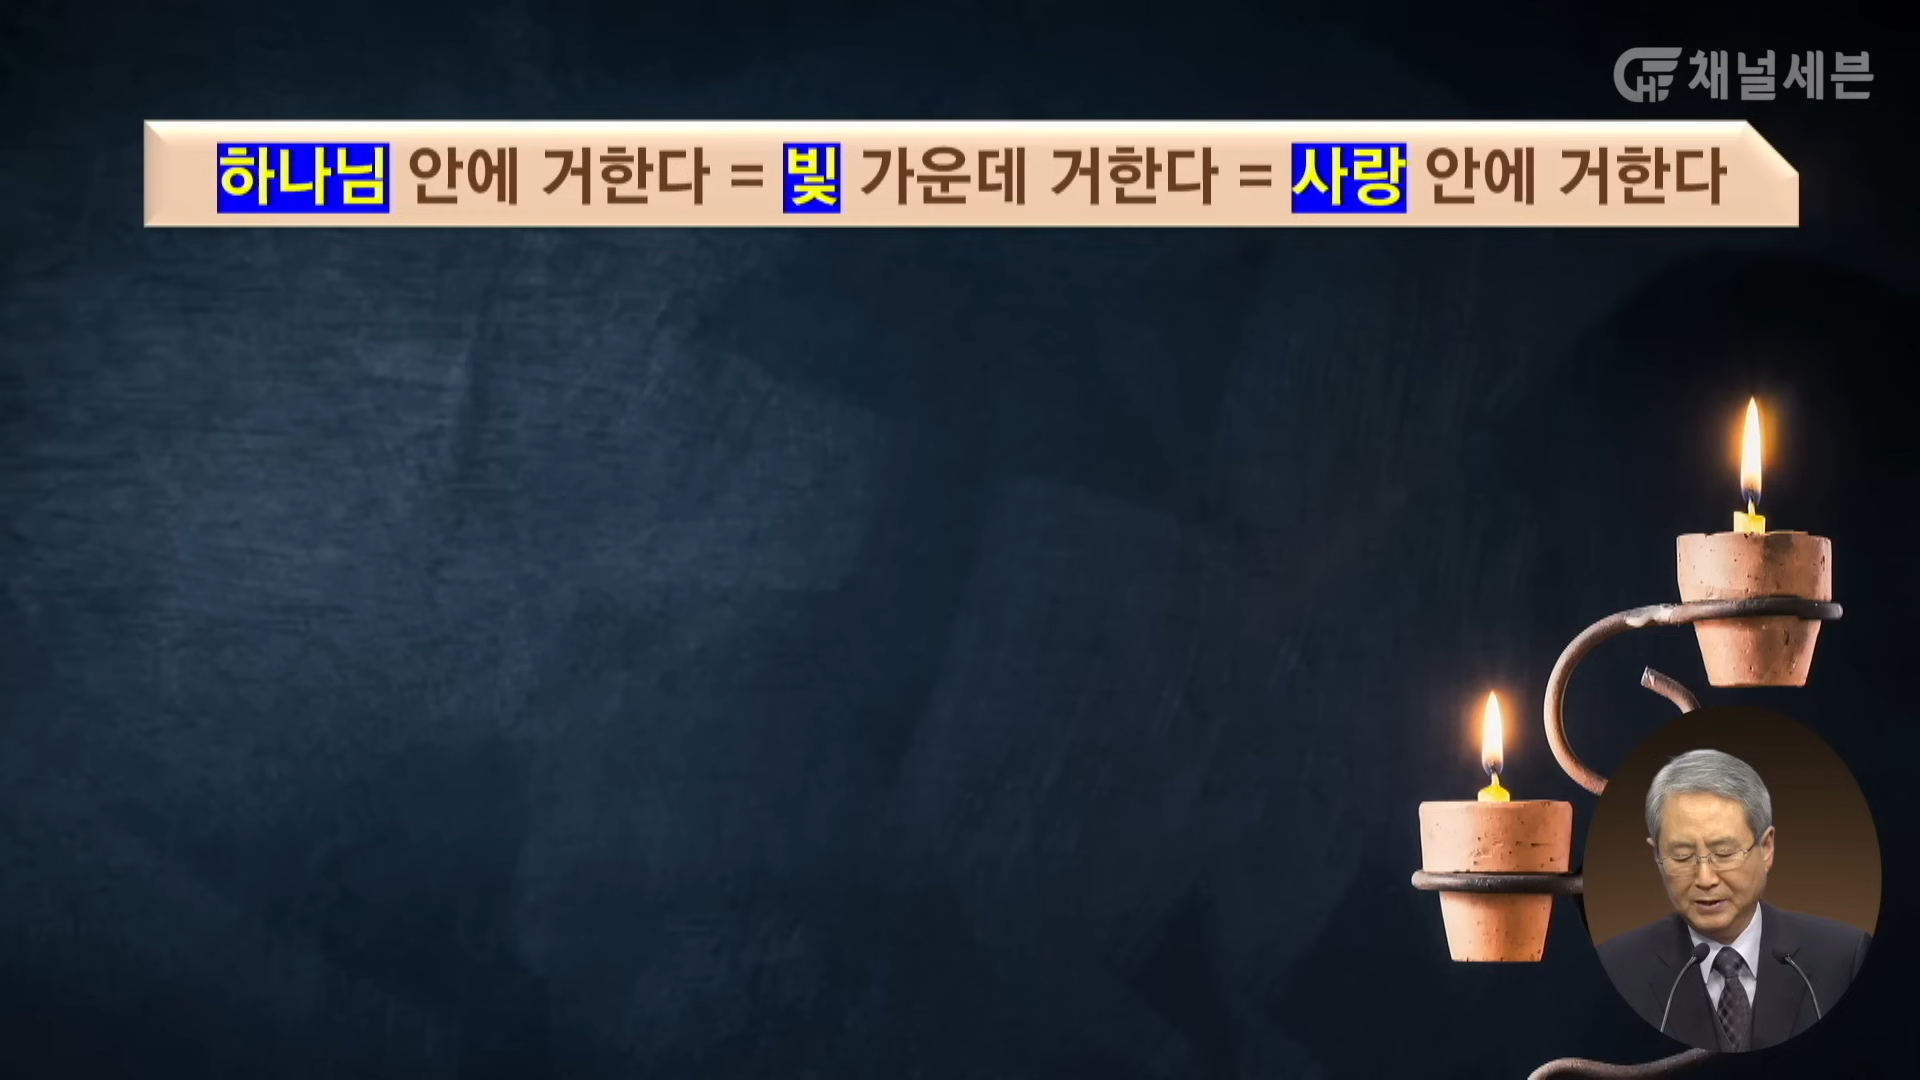 채널세븐
하나님 안에 거한다 = 빛 가운데 거한다 = 사랑 안에 거한다